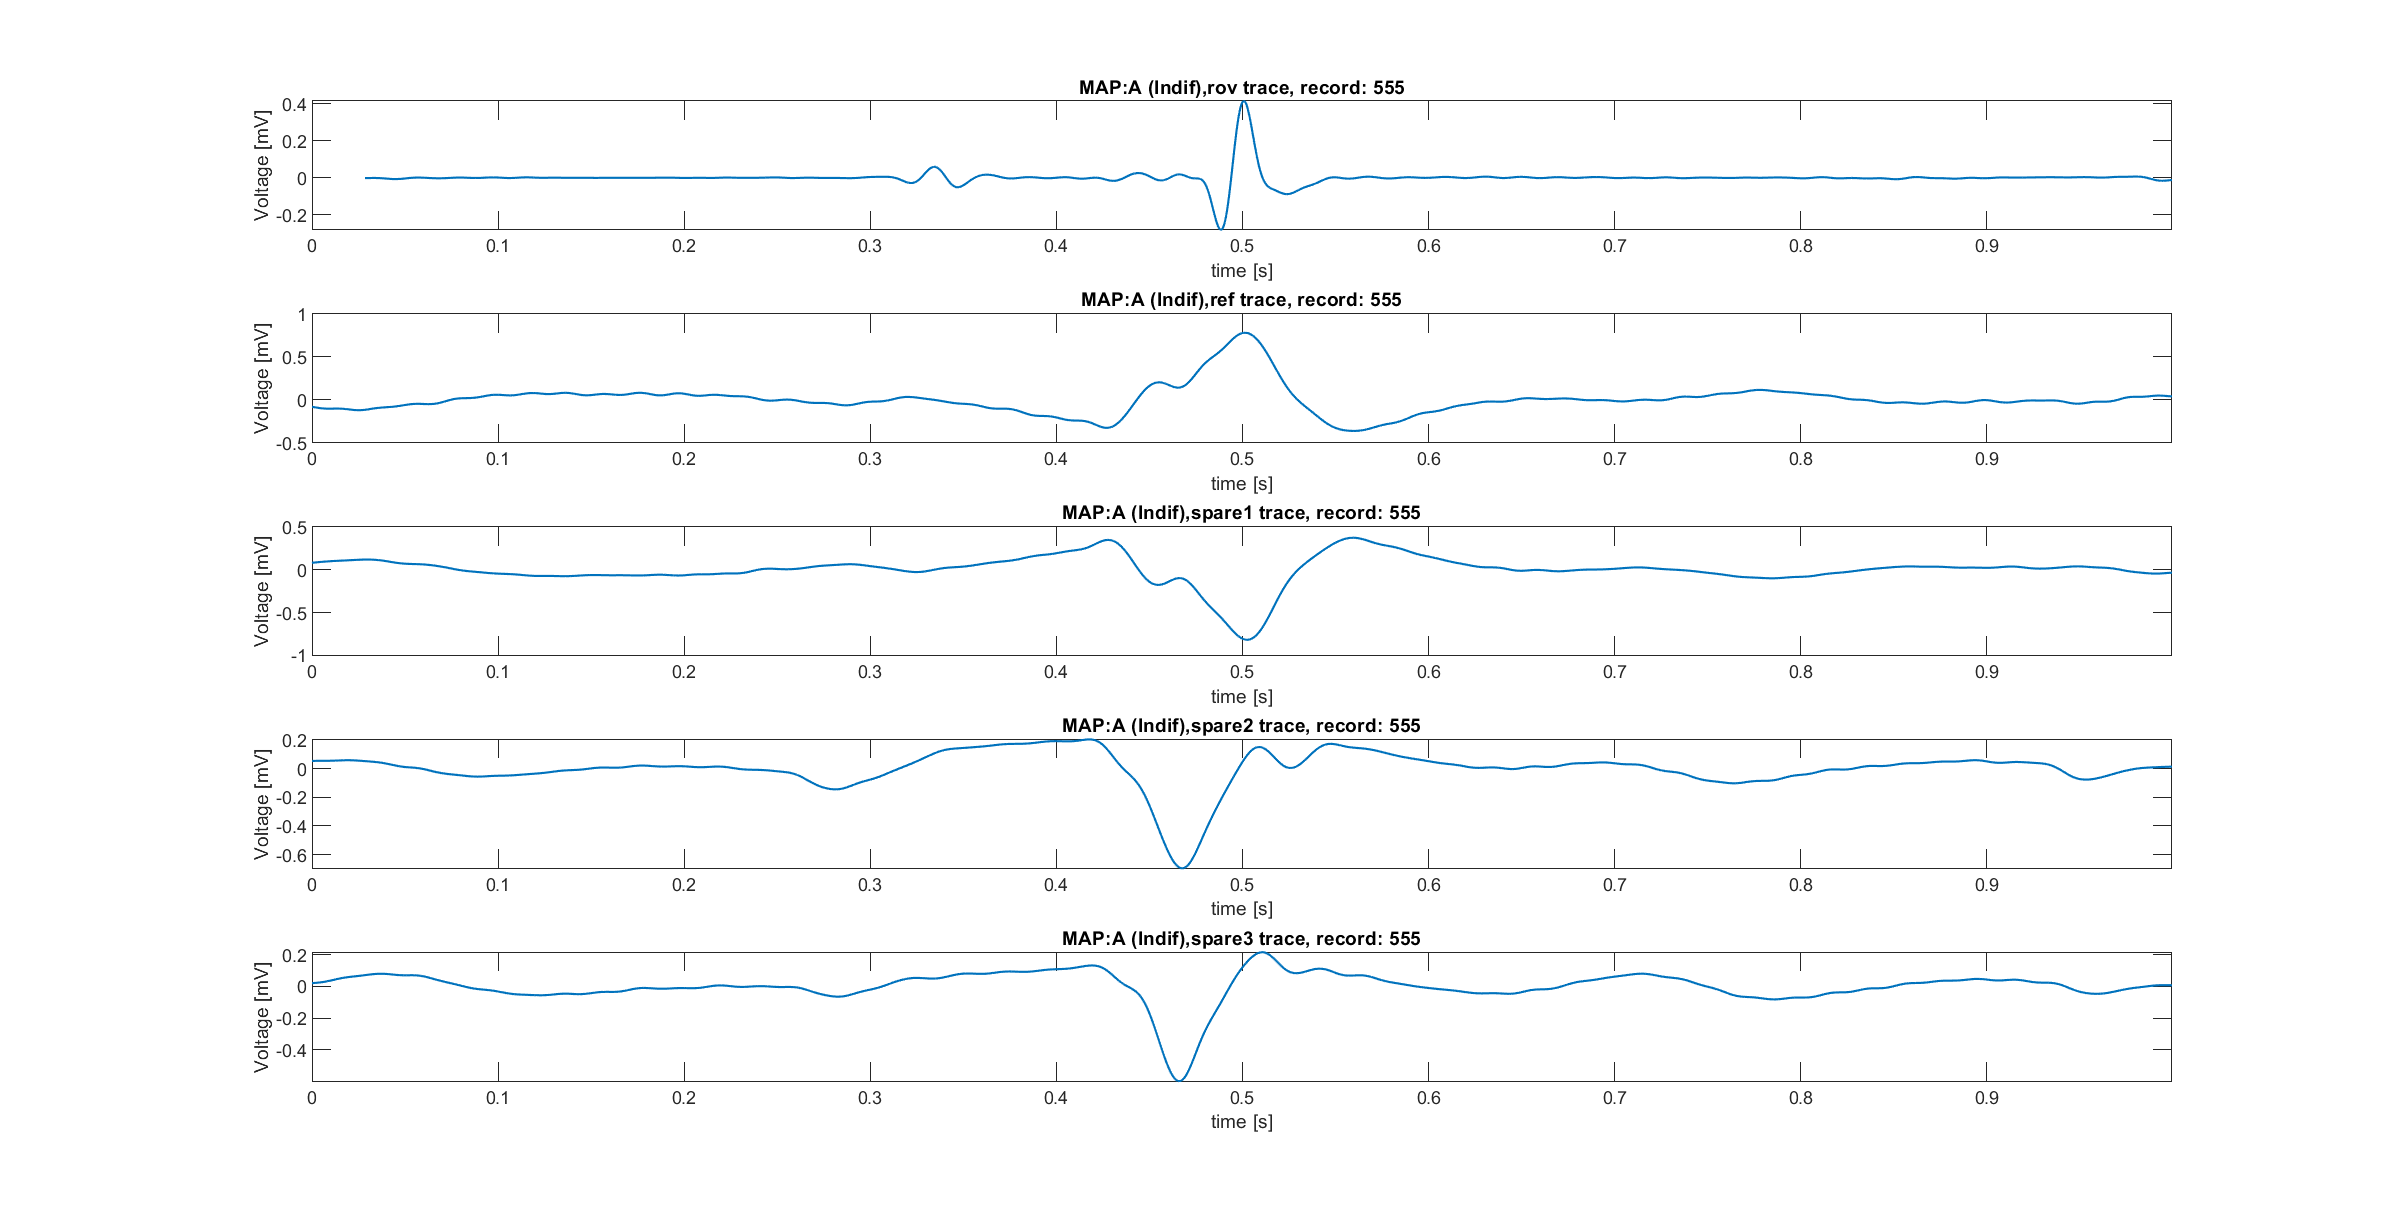 MAP:A (Indif),rov trace, record: 555
Voltage [mV]
0.4
0.2
0
-0.2
0 0.1 0.2 0.3 0.4 0.5 0.6 0.7 0.8 0.9
time [s]
MAP:A (Indif),ref trace, record: 555
Voltage [mV]
1
0.5
0
-0.5
0 0.1 0.2 0.3 0.4 0.5 0.6 0.7 0.8 0.9
time [s]
MAP:A (Indif),spare1 trace, record: 555
Voltage [mV]
0.5
0
-0.5
-1
0 0.1 0.2 0.3 0.4 0.5 0.6 0.7 0.8 0.9
time [s]
MAP:A (Indif),spare2 trace, record: 555
Voltage [mV]
0.2
0
-0.2
-0.4
-0.6
0 0.1 0.2 0.3 0.4 0.5 0.6 0.7 0.8 0.9
time [s]
MAP:A (Indif),spare3 trace, record: 555
Voltage [mV]
0.2
0
-0.2
-0.4
0 0.1 0.2 0.3 0.4 0.5 0.6 0.7 0.8 0.9
time [s]